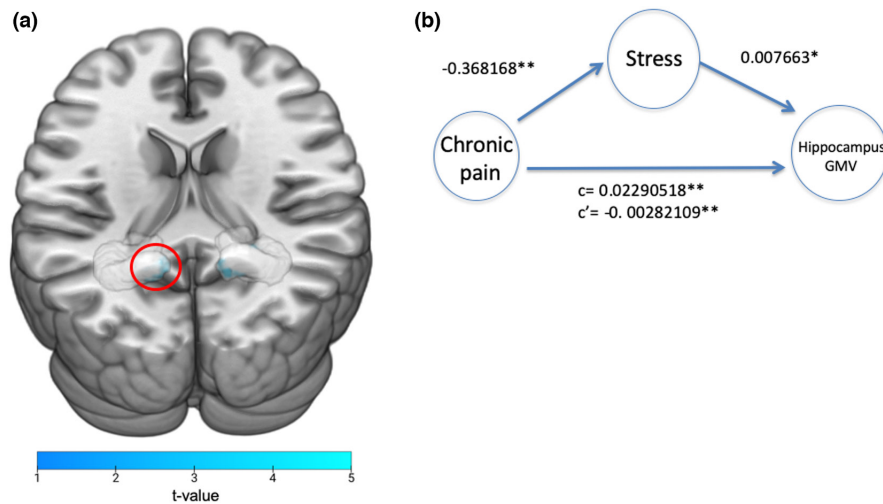 (a)
1 2 3 4 5
t-value
(b)
-0.368168**
Stress
0.007663*
Chronic
pain
Hippocampus
GMV
c= 0.02290518**
c’= -0. 00282109**